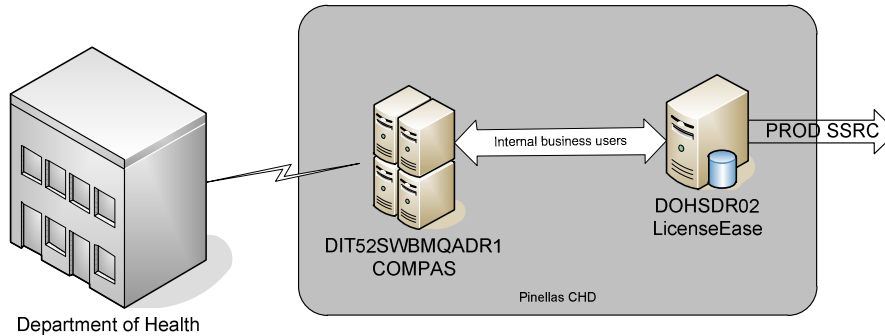 Department of Health
DIT52SWBMQADR1
COMPAS
Internal business users
DOHSDR02
LicenseEase
PROD SSRC
Pinellas CHD